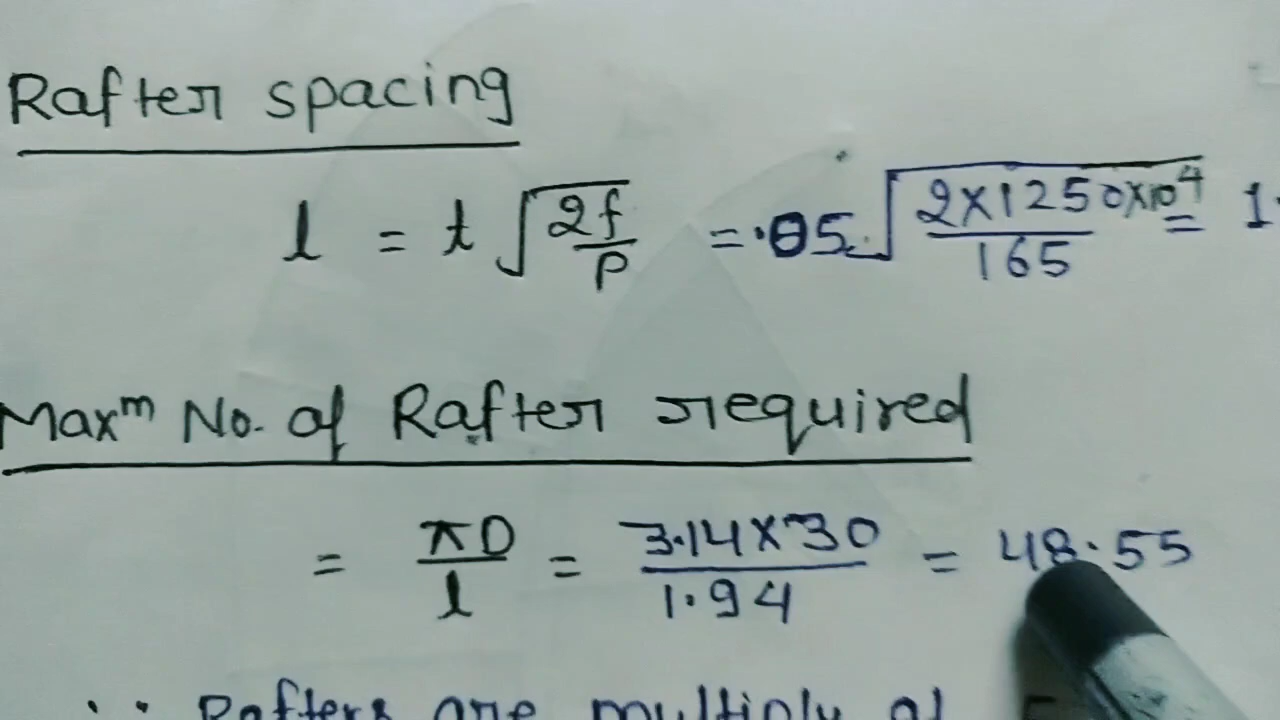 Rafter spacing
l = t √(2f/P) = .05 √(2×1250×10⁴/165) = 1.
Maxᵐ No. of Rafter required
= πD/l = 3.14×30/1.94 = 48.55
∵ Rafters are multiply of